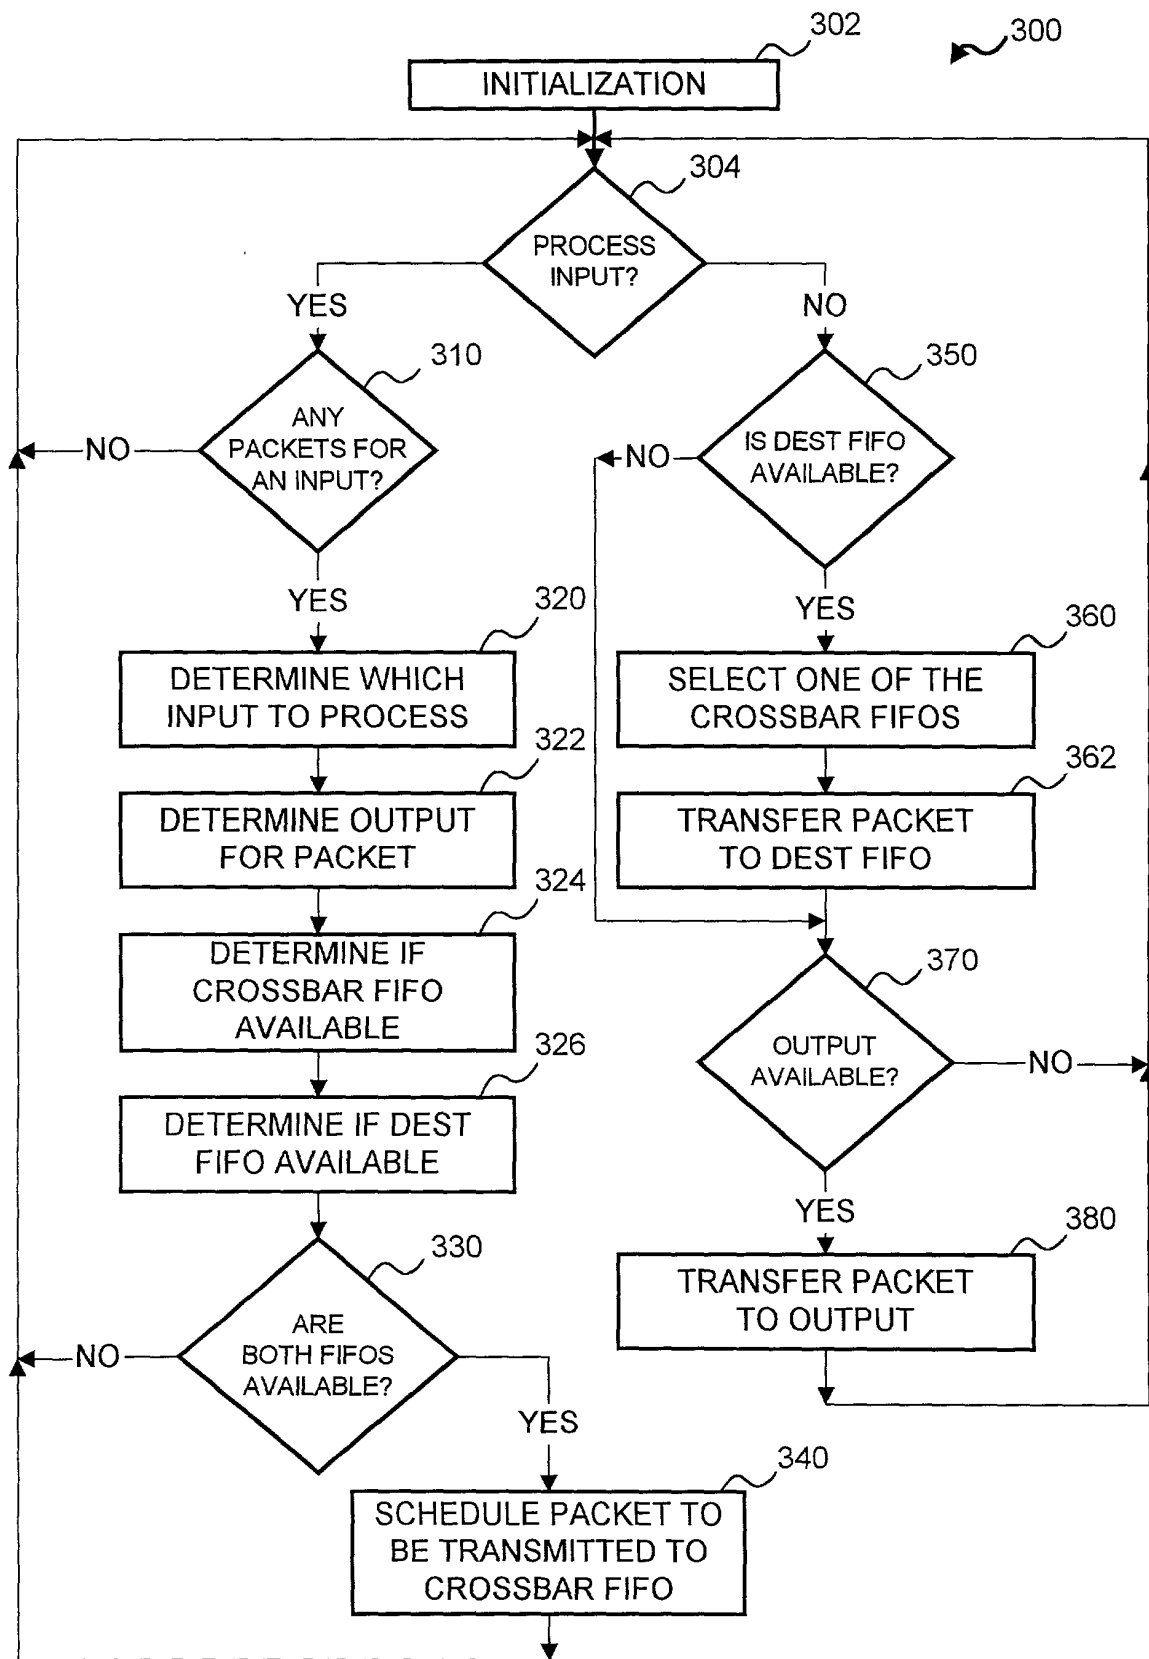 302
300
INITIALIZATION
304
PROCESS
INPUT?
YES
NO
310
350
ANY
PACKETS FOR
AN INPUT?
NO
IS DEST FIFO
AVAILABLE?
NO
YES
YES
320
360
DETERMINE WHICH
INPUT TO PROCESS
SELECT ONE OF THE
CROSSBAR FIFOS
322
362
DETERMINE OUTPUT
FOR PACKET
TRANSFER PACKET
TO DEST FIFO
324
DETERMINE IF
CROSSBAR FIFO
AVAILABLE
370
OUTPUT
AVAILABLE?
NO
326
DETERMINE IF DEST
FIFO AVAILABLE
YES
330
380
ARE
BOTH FIFOS
AVAILABLE?
NO
TRANSFER PACKET
TO OUTPUT
YES
340
SCHEDULE PACKET TO
BE TRANSMITTED TO
CROSSBAR FIFO